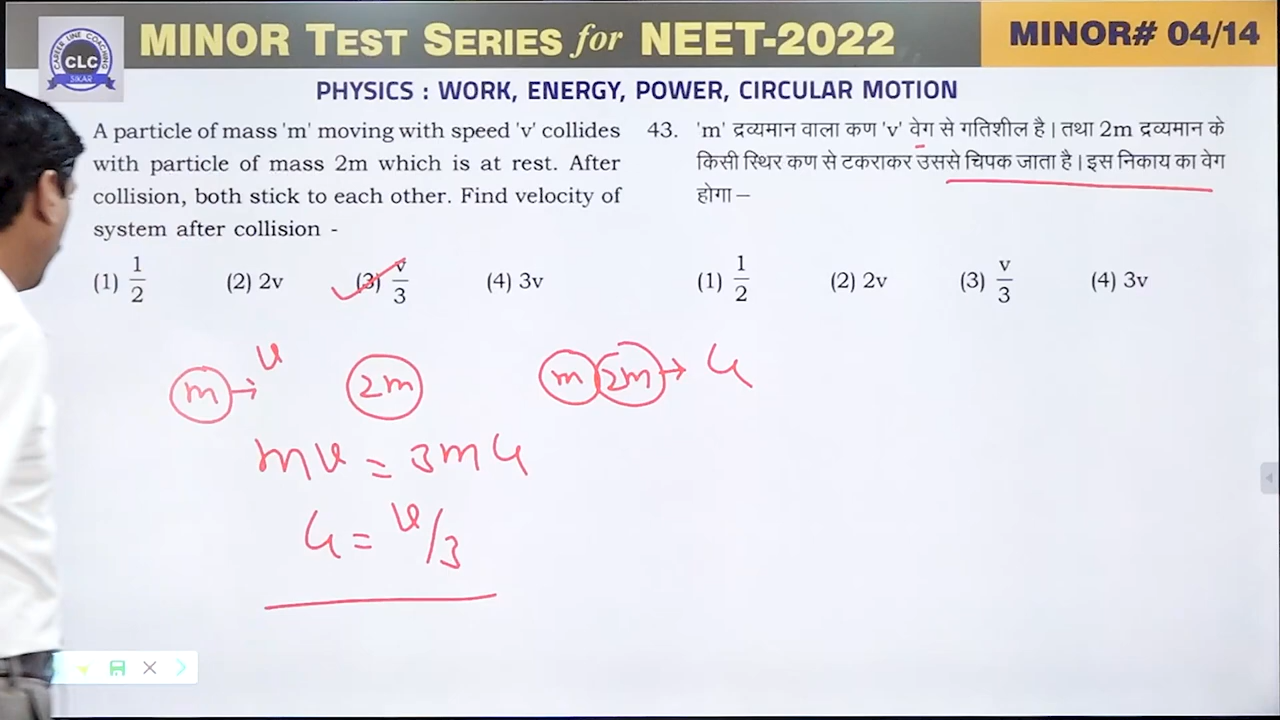 MINOR TEST SERIES for NEET-2022
MINOR# 04/14
CAREER LINE COACHING
CLC
SIKAR
PHYSICS : WORK, ENERGY, POWER, CIRCULAR MOTION
A particle of mass 'm' moving with speed 'v' collides
with particle of mass 2m which is at rest. After
collision, both stick to each other. Find velocity of
system after collision -
(1) 1/2 (2) 2v (3) v/3 (4) 3v
43. 'm' द्रव्यमान वाला कण 'v' वेग से गतिशील है। तथा 2m द्रव्यमान के
किसी स्थिर कण से टकराकर उससे चिपक जाता है। इस निकाय का वेग
होगा –
(1) 1/2 (2) 2v (3) v/3 (4) 3v
m → v 2m m 2m → u
mv = 3mu
u = v/3